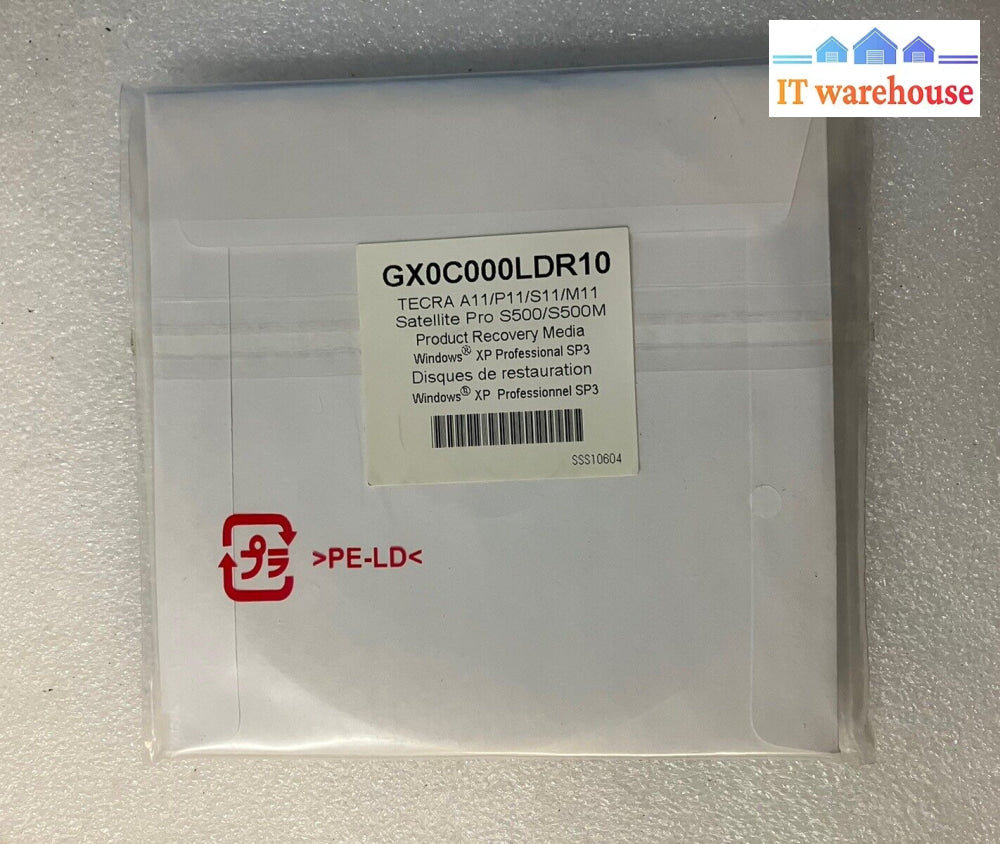 IT warehouse
GX0C000LDR10
TECRA A11/P11/S11/M11
Satellite Pro S500/S500M
Product Recovery Media
Windows® XP Professional SP3
Disques de restauration
Windows® XP Professionnel SP3
SSS10604
プラ >PE-LD<